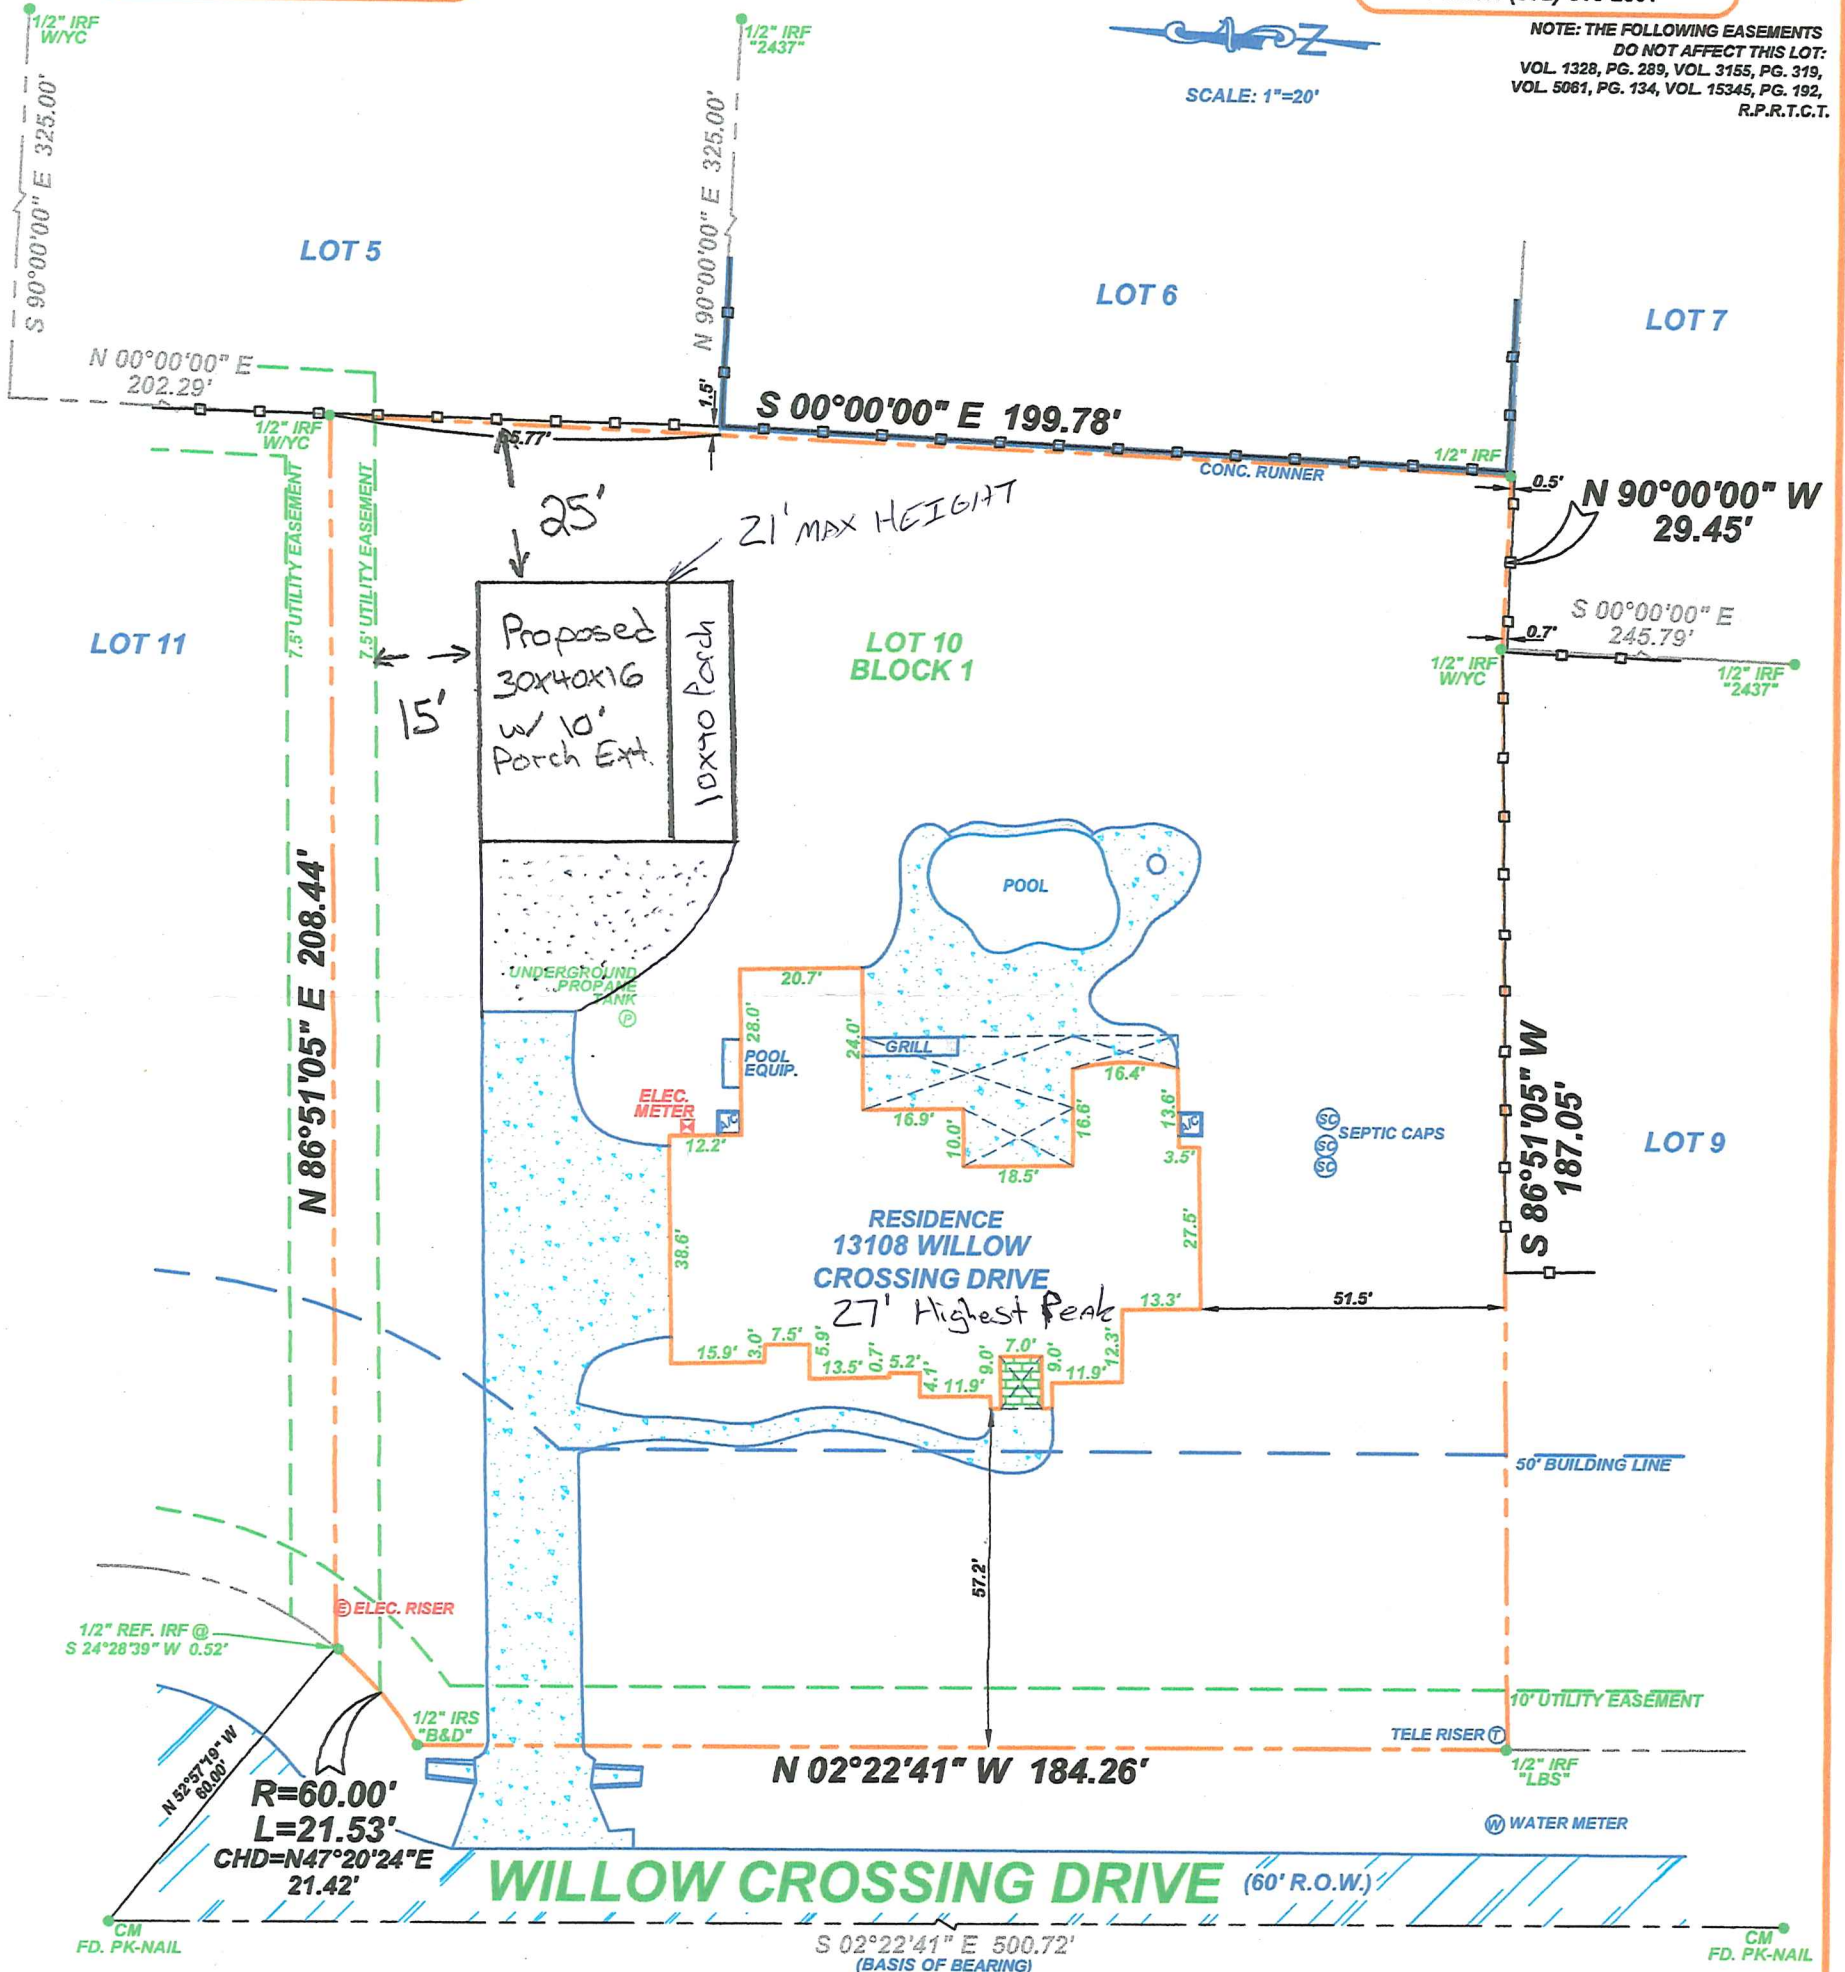 1/2" IRF
W/YC
1/2" IRF
"2437"
NOTE: THE FOLLOWING EASEMENTS
DO NOT AFFECT THIS LOT:
VOL. 1328, PG. 289, VOL. 3155, PG. 319,
VOL. 5081, PG. 134, VOL. 15345, PG. 192,
R.P.R.T.C.T.
SCALE: 1"=20'
S 90°00'00" E 325.00'
N 90°00'00" E 325.00'
LOT 5
LOT 6
LOT 7
N 00°00'00" E
202.29'
1/2" IRF
W/YC
1.5'
S 00°00'00" E 199.78'
CONC. RUNNER
1/2" IRF
0.5'
N 90°00'00" W
29.45'
25'
21' MAX HEIGHT
7.5' UTILITY EASEMENT
7.5' UTILITY EASEMENT
LOT 11
15'
Proposed
30x40x16
w/ 10'
Porch Ext.
10x40 Porch
LOT 10
BLOCK 1
S 00°00'00" E
245.79'
0.7'
1/2" IRF
W/YC
1/2" IRF
"2437"
N 86°51'05" E 208.44'
POOL
UNDERGROUND
PROPANE
TANK
P
20.7'
28.0'
24.0'
GRILL
POOL
EQUIP.
16.4'
ELEC.
METER
A/C
12.2'
16.9'
10.0'
16.6'
13.6'
A/C
18.5'
3.5'
SC
SC
SC
SEPTIC CAPS
LOT 9
S 86°51'05" W
187.05'
RESIDENCE
13108 WILLOW
CROSSING DRIVE
27' Highest Peak
38.6'
27.5'
13.3'
51.5'
15.9'
3.0'
7.5'
5.9'
13.5'
0.7'
5.2'
4.1'
11.9'
9.0'
7.0'
9.0'
11.9'
12.3'
50' BUILDING LINE
57.2'
E ELEC. RISER
1/2" REF. IRF @
S 24°28'39" W 0.52'
10' UTILITY EASEMENT
1/2" IRS
"B&D"
TELE RISER T
N 02°22'41" W 184.26'
1/2" IRF
"LBS"
N 52°57'19" W
60.00'
R=60.00'
L=21.53'
CHD=N47°20'24"E
21.42'
W WATER METER
WILLOW CROSSING DRIVE (60' R.O.W.)
CM
FD. PK-NAIL
S 02°22'41" E 500.72'
(BASIS OF BEARING)
CM
FD. PK-NAIL